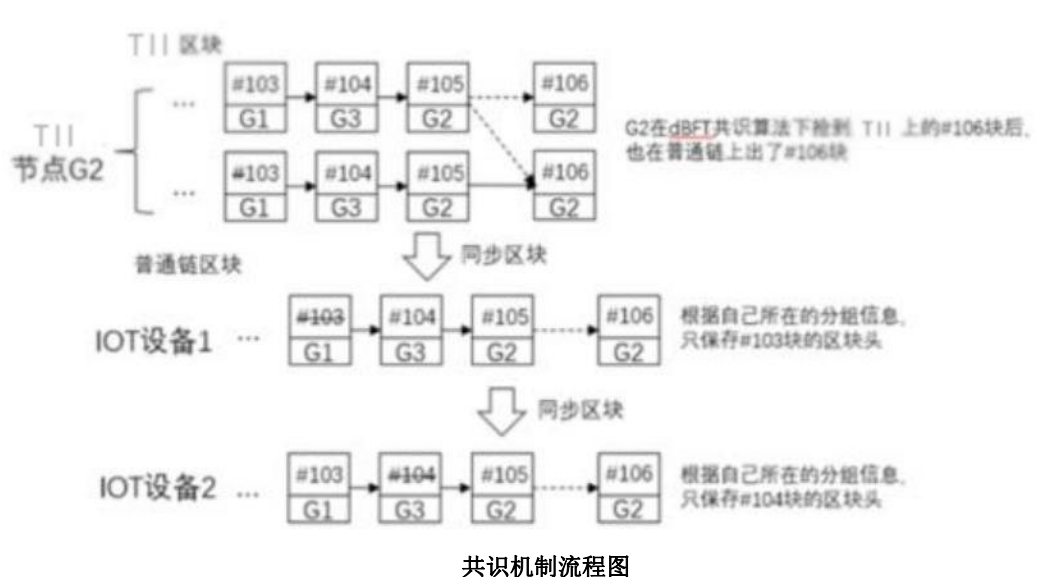 TII 区块
… #103 #104 #105 #106
G1 G3 G2 G2
TII
节点G2
G2在dBFT共识算法下抢到 TII 上的#106块后,
也在普通链上出了#106块
… #103 #104 #105 #106
G1 G3 G2 G2
普通链区块
同步区块
IOT设备1 … #103 #104 #105 #106
G1 G3 G2 G2
根据自己所在的分组信息,
只保存#103块的区块头
同步区块
IOT设备2 … #103 #104 #105 #106
G1 G3 G2 G2
根据自己所在的分组信息,
只保存#104块的区块头
共识机制流程图